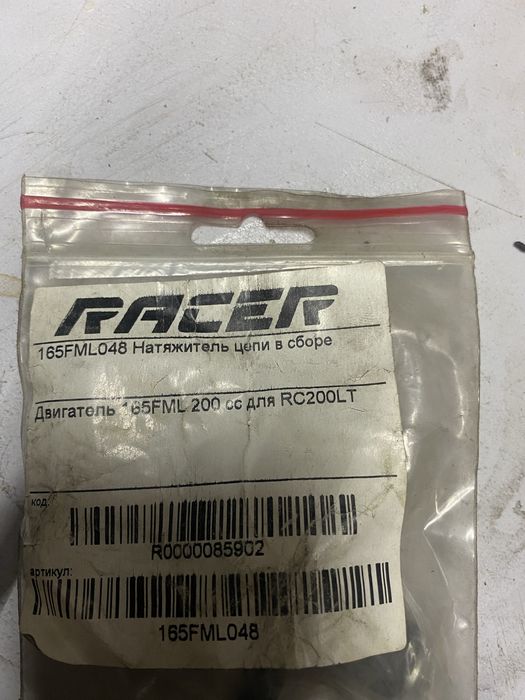 RACER
165FML048 Натяжитель цепи в сборе
Двигатель 165FML 200 cc для RC200LT
код:
R0000085902
артикул:
165FML048